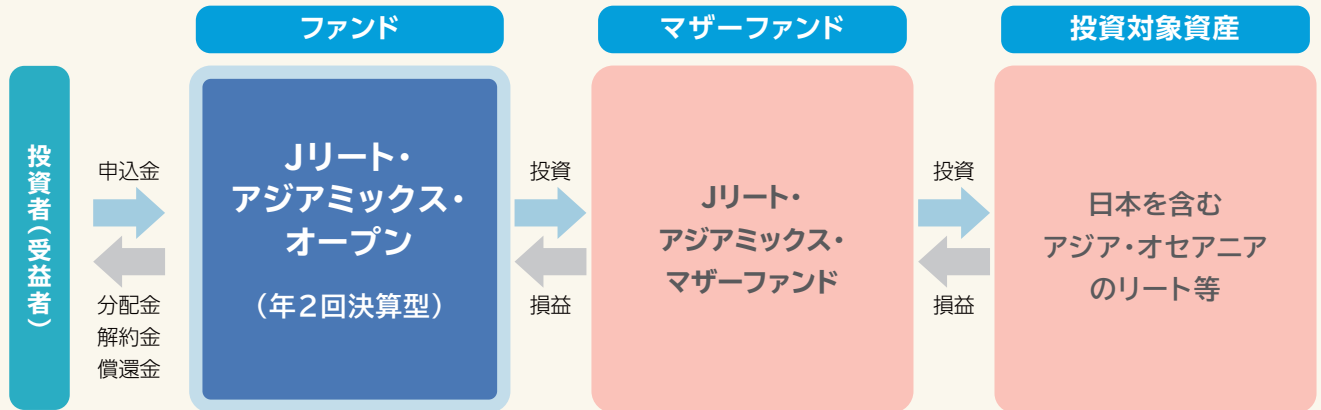 ファンド
マザーファンド
投資対象資産
投資者（受益者）
申込金
分配金
解約金
償還金
Jリート・
アジアミックス・
オープン
（年2回決算型）
投資
損益
Jリート・
アジアミックス・
マザーファンド
投資
損益
日本を含む
アジア・オセアニア
のリート等